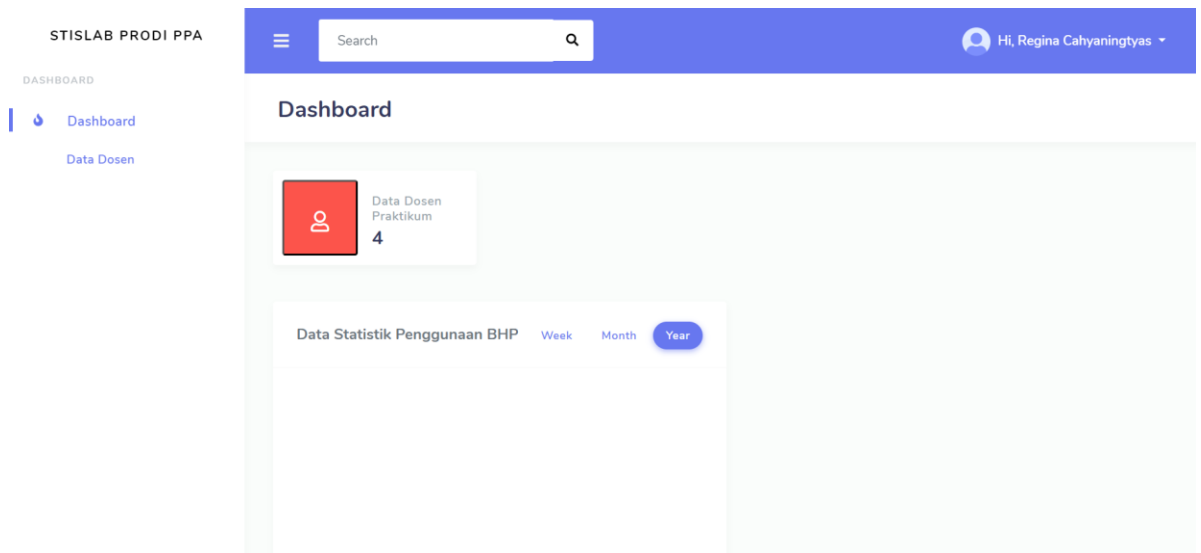 STISLAB PRODI PPA
Search
Hi, Regina Cahyaningtyas
DASHBOARD
Dashboard
Data Dosen
Dashboard
Data Dosen
Praktikum
4
Data Statistik Penggunaan BHP Week Month Year